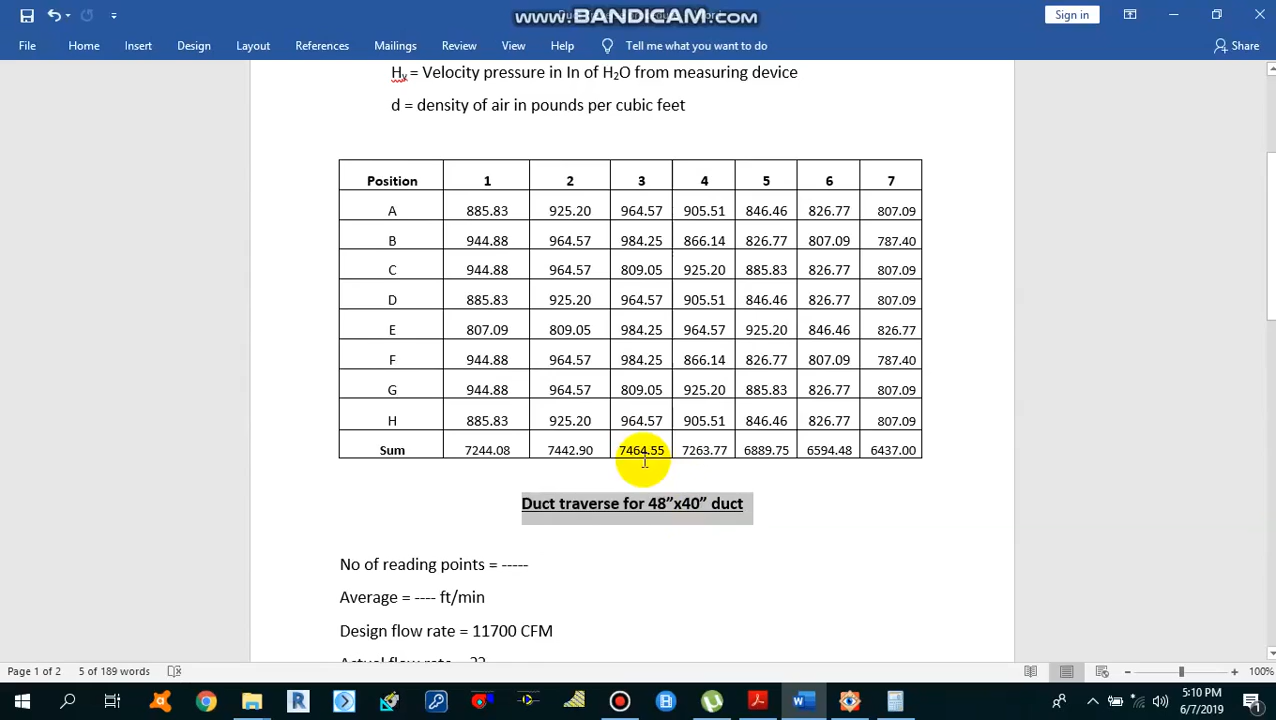 www.BANDICAM.com
Sign in
File Home Insert Design Layout References Mailings Review View Help Tell me what you want to do Share
Hv = Velocity pressure in In of H2O from measuring device
d = density of air in pounds per cubic feet
Position 1 2 3 4 5 6 7
A 885.83 925.20 964.57 905.51 846.46 826.77 807.09
B 944.88 964.57 984.25 866.14 826.77 807.09 787.40
C 944.88 964.57 809.05 925.20 885.83 826.77 807.09
D 885.83 925.20 964.57 905.51 846.46 826.77 807.09
E 807.09 809.05 984.25 964.57 925.20 846.46 826.77
F 944.88 964.57 984.25 866.14 826.77 807.09 787.40
G 944.88 964.57 809.05 925.20 885.83 826.77 807.09
H 885.83 925.20 964.57 905.51 846.46 826.77 807.09
Sum 7244.08 7442.90 7464.55 7263.77 6889.75 6594.48 6437.00
Duct traverse for 48”x40” duct
No of reading points = -----
Average = ---- ft/min
Design flow rate = 11700 CFM
Actual flow rate = ??
Page 1 of 2 5 of 189 words 100%
5:10 PM
6/7/2019